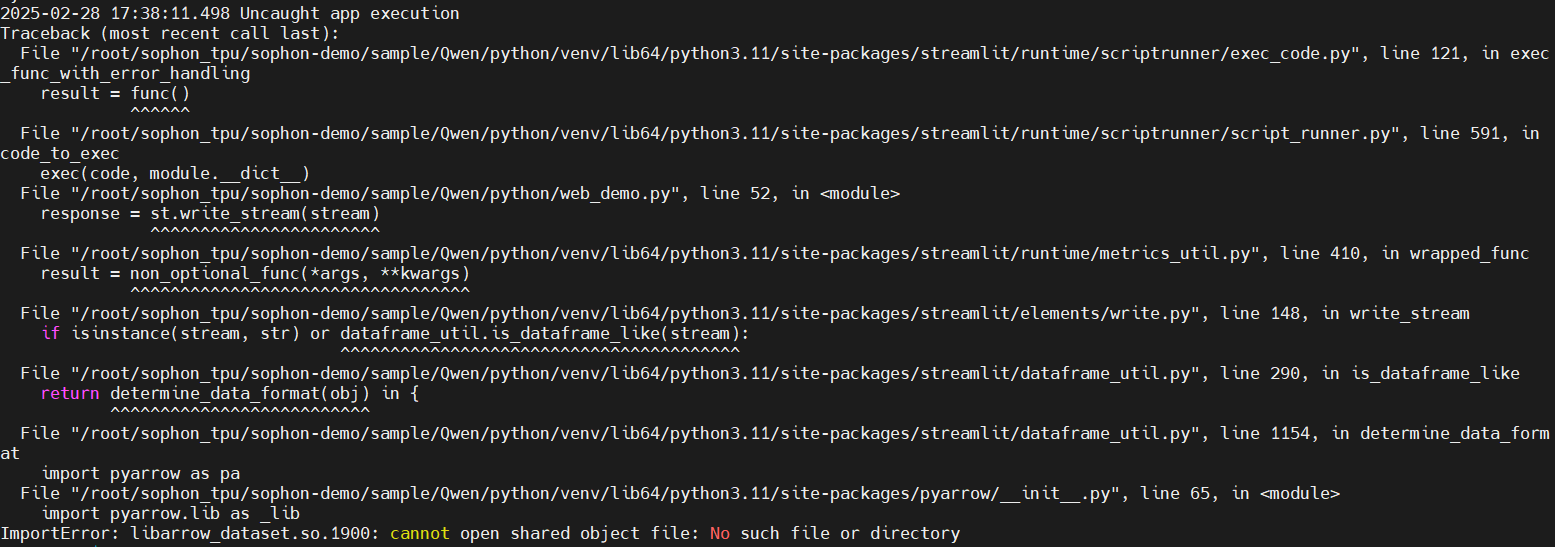 2025-02-28 17:38:11.498 Uncaught app execution
Traceback (most recent call last):
  File "/root/sophon_tpu/sophon-demo/sample/Qwen/python/venv/lib64/python3.11/site-packages/streamlit/runtime/scriptrunner/exec_code.py", line 121, in exec
_func_with_error_handling
    result = func()
             ^^^^^^
  File "/root/sophon_tpu/sophon-demo/sample/Qwen/python/venv/lib64/python3.11/site-packages/streamlit/runtime/scriptrunner/script_runner.py", line 591, in
code_to_exec
    exec(code, module.__dict__)
  File "/root/sophon_tpu/sophon-demo/sample/Qwen/python/web_demo.py", line 52, in <module>
    response = st.write_stream(stream)
               ^^^^^^^^^^^^^^^^^^^^^^^
  File "/root/sophon_tpu/sophon-demo/sample/Qwen/python/venv/lib64/python3.11/site-packages/streamlit/runtime/metrics_util.py", line 410, in wrapped_func
    result = non_optional_func(*args, **kwargs)
             ^^^^^^^^^^^^^^^^^^^^^^^^^^^^^^^^^^
  File "/root/sophon_tpu/sophon-demo/sample/Qwen/python/venv/lib64/python3.11/site-packages/streamlit/elements/write.py", line 148, in write_stream
    if isinstance(stream, str) or dataframe_util.is_dataframe_like(stream):
                                  ^^^^^^^^^^^^^^^^^^^^^^^^^^^^^^^^^^^^^^^^
  File "/root/sophon_tpu/sophon-demo/sample/Qwen/python/venv/lib64/python3.11/site-packages/streamlit/dataframe_util.py", line 290, in is_dataframe_like
    return determine_data_format(obj) in {
           ^^^^^^^^^^^^^^^^^^^^^^^^^^
  File "/root/sophon_tpu/sophon-demo/sample/Qwen/python/venv/lib64/python3.11/site-packages/streamlit/dataframe_util.py", line 1154, in determine_data_form
at
    import pyarrow as pa
  File "/root/sophon_tpu/sophon-demo/sample/Qwen/python/venv/lib64/python3.11/site-packages/pyarrow/__init__.py", line 65, in <module>
    import pyarrow.lib as _lib
ImportError: libarrow_dataset.so.1900: cannot open shared object file: No such file or directory